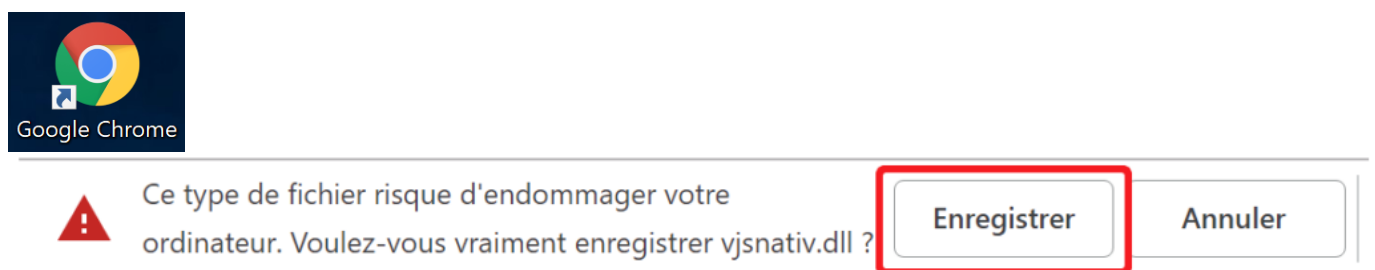 Google Chrome
Ce type de fichier risque d'endommager votre
ordinateur. Voulez-vous vraiment enregistrer vjsnativ.dll ?
Enregistrer
Annuler